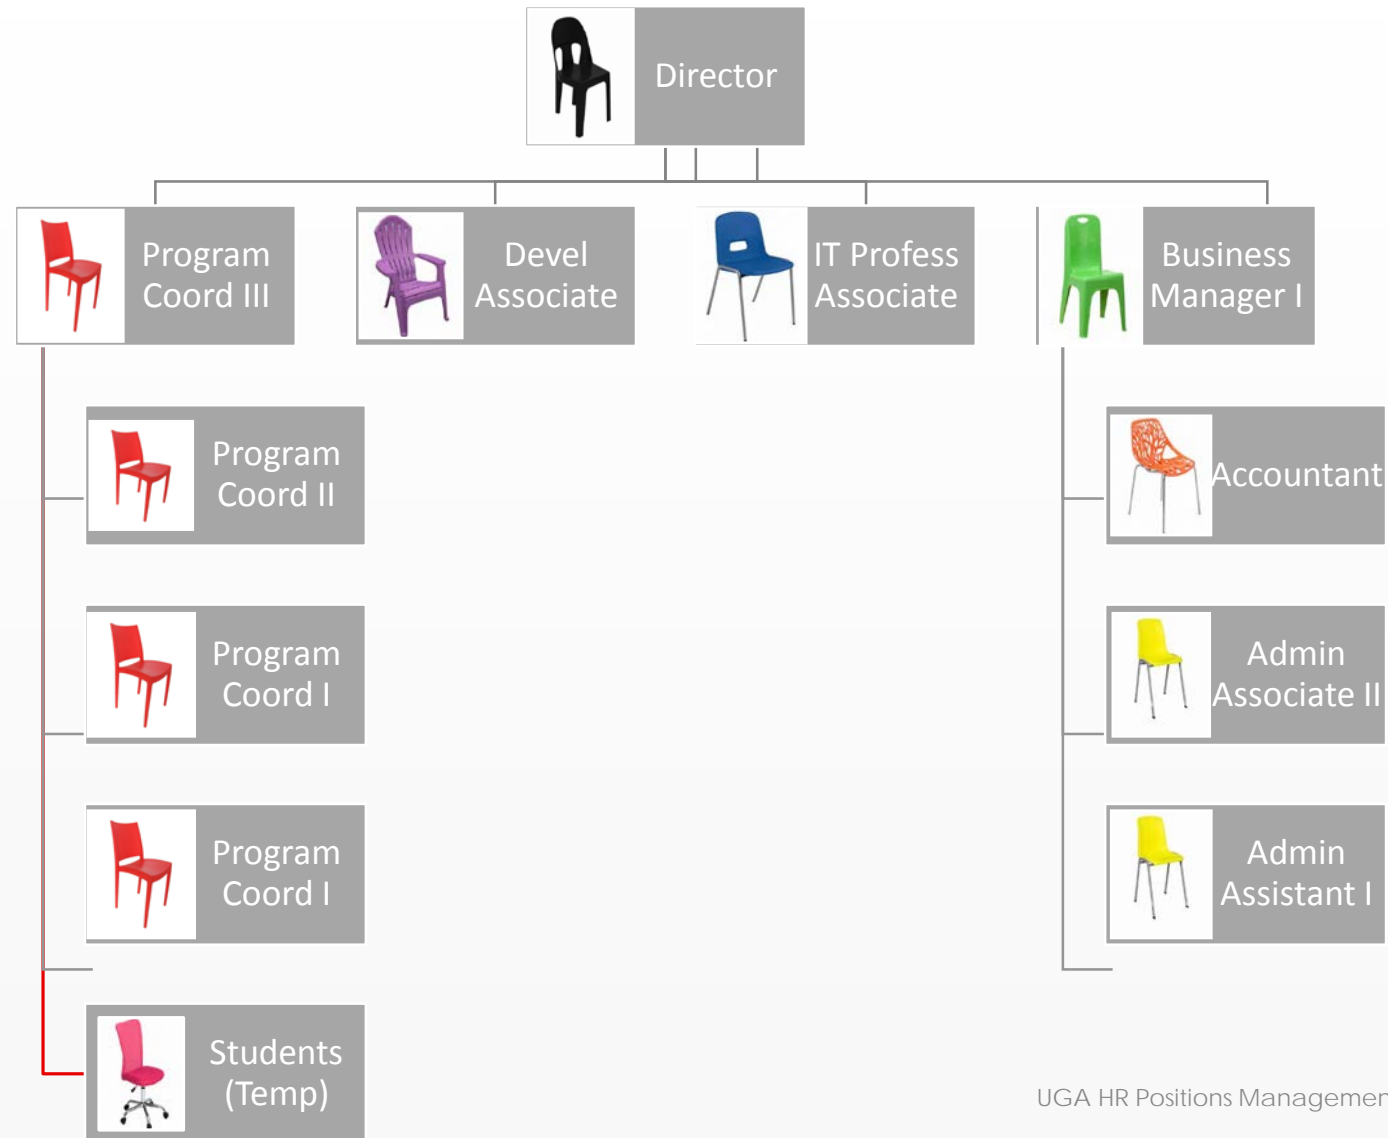 Director
Program
Coord III
Devel
Associate
IT Profess
Associate
Business
Manager I
Program
Coord II
Program
Coord I
Program
Coord I
Students
(Temp)
Accountant
Admin
Associate II
Admin
Assistant I
UGA HR Positions Managemen